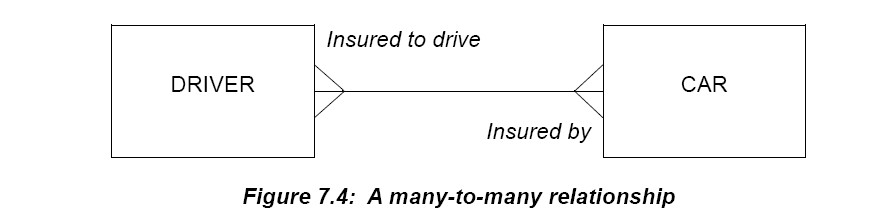 Insured to drive
DRIVER
CAR
Insured by
Figure 7.4: A many-to-many relationship